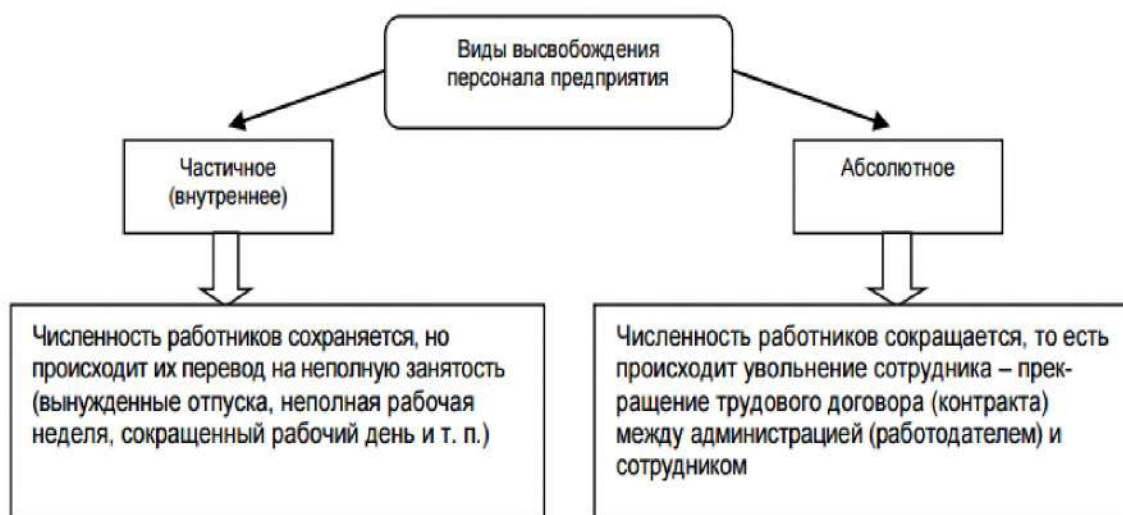 Виды высвобождения
персонала предприятия
Частичное
(внутреннее)
Абсолютное
Численность работников сохраняется, но
происходит их перевод на неполную занятость
(вынужденные отпуска, неполная рабочая
неделя, сокращенный рабочий день и т. п.)
Численность работников сокращается, то есть
происходит увольнение сотрудника – прек-
ращение трудового договора (контракта)
между администрацией (работодателем) и
сотрудником